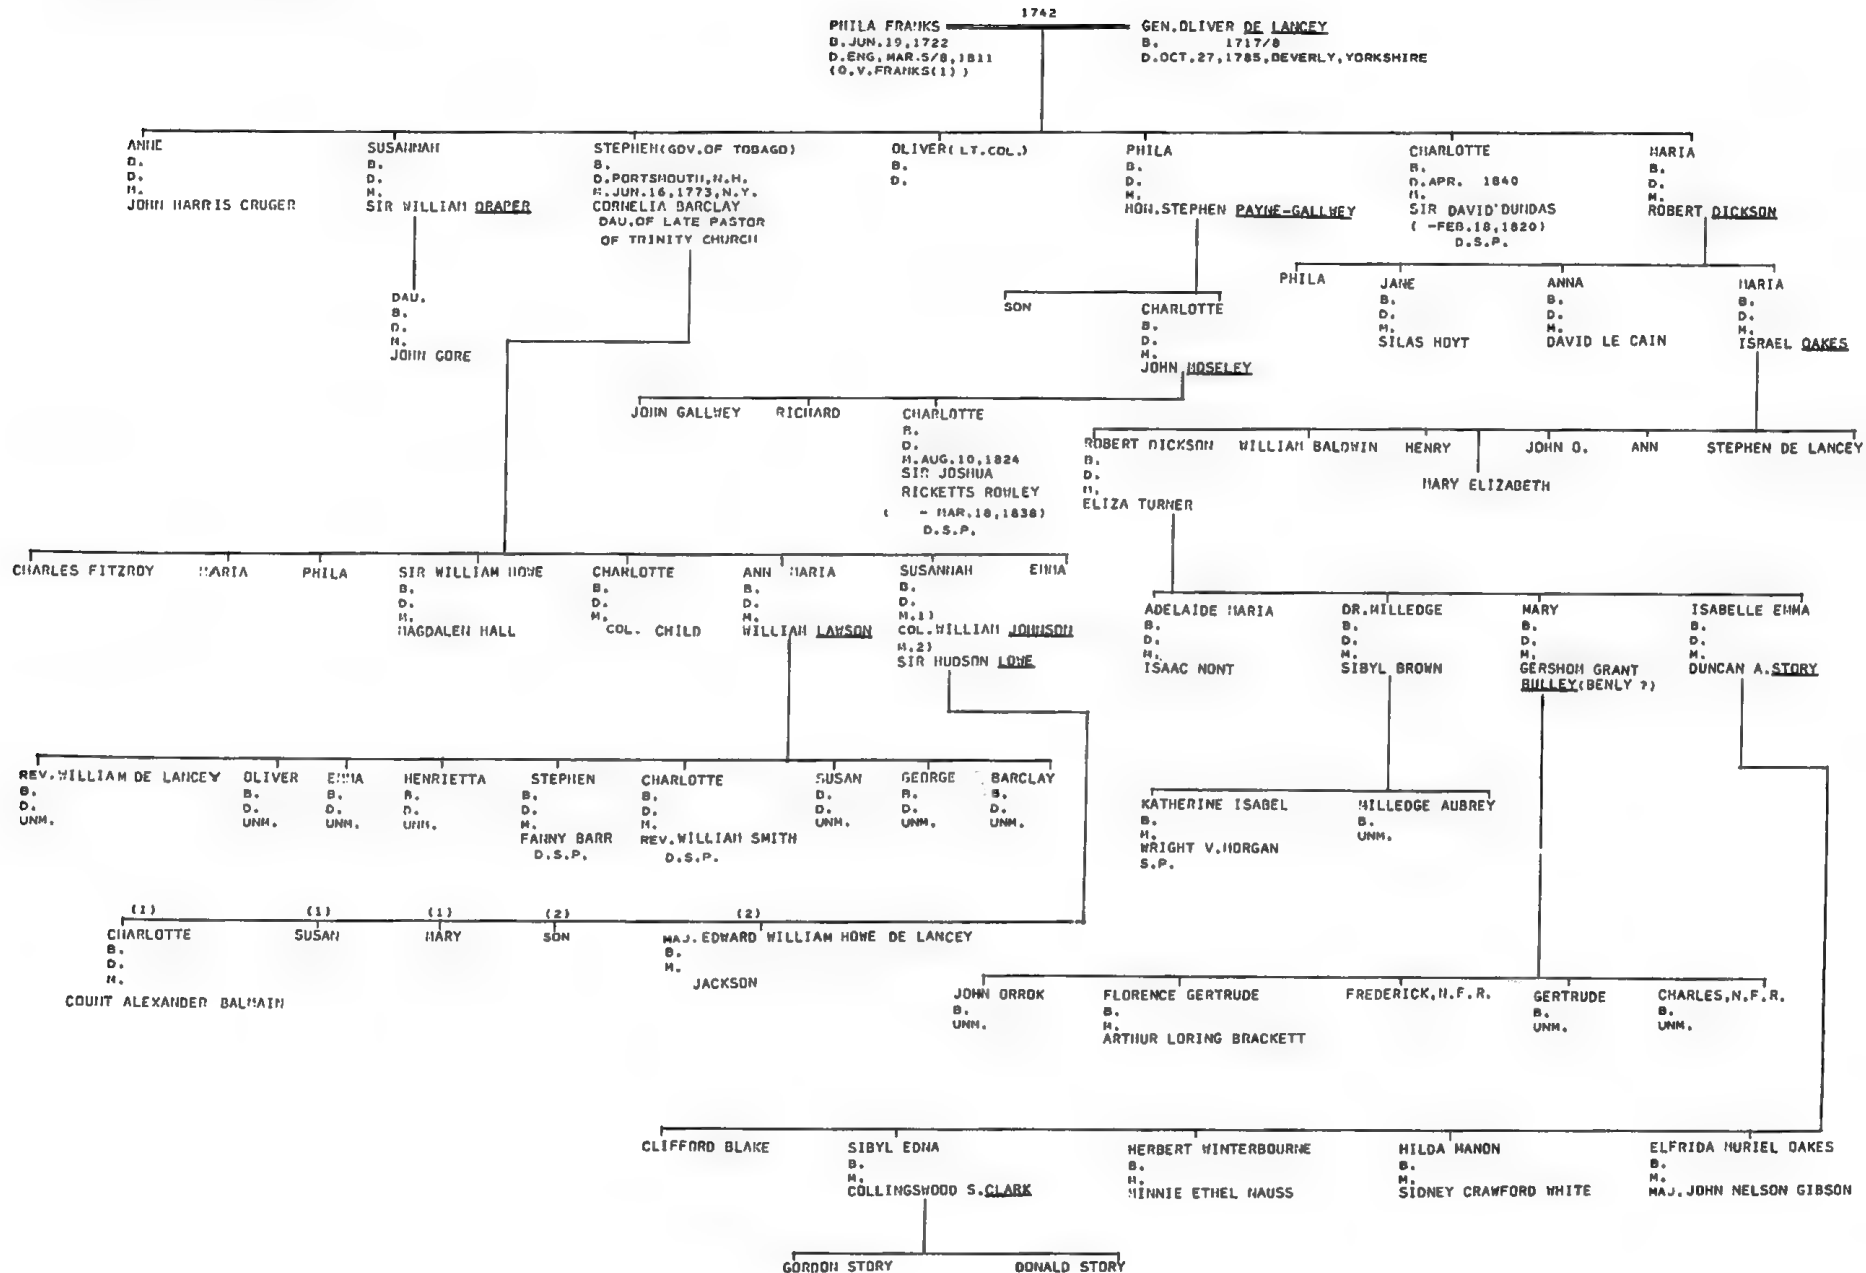 1742
PHILA FRANKS
B.JUN.19,1722
D.ENG.MAR.5/8,1811
(O.V.FRANKS(1))
GEN.OLIVER DE LANCEY
B. 1717/8
D.OCT.27,1785,BEVERLY,YORKSHIRE
ANNE
B.
D.
M.
JOHN HARRIS CRUGER
SUSANNAH
B.
D.
M.
SIR WILLIAM DRAPER
STEPHEN(GOV.OF TOBAGO)
B.
D.PORTSMOUTH,N.H.
M.JUN.16,1773,N.Y.
CORNELIA BARCLAY
DAU.OF LATE PASTOR
OF TRINITY CHURCH
OLIVER(LT.COL.)
B.
D.
PHILA
B.
D.
M.
HON.STEPHEN PAYNE-GALLWEY
CHARLOTTE
B.
D.APR. 1840
M.
SIR DAVID DUNDAS
( -FEB.18,1820)
D.S.P.
MARIA
B.
D.
M.
ROBERT DICKSON
DAU.
B.
D.
M.
JOHN GORE
SON
CHARLOTTE
B.
D.
M.
JOHN MOSELEY
PHILA
JANE
B.
D.
M.
SILAS HOYT
ANNA
B.
D.
M.
DAVID LE CAIN
MARIA
B.
D.
M.
ISRAEL OAKES
JOHN GALLWEY
RICHARD
CHARLOTTE
B.
D.
M.AUG.10,1824
SIR JOSHUA
RICKETTS ROWLEY
( - MAR.18,1838)
D.S.P.
ROBERT DICKSON
B.
D.
M.
ELIZA TURNER
WILLIAM BALDWIN
HENRY
MARY ELIZABETH
JOHN O.
ANN
STEPHEN DE LANCEY
CHARLES FITZROY
MARIA
PHILA
SIR WILLIAM HOWE
B.
D.
M.
MAGDALEN HALL
CHARLOTTE
B.
D.
M.
COL. CHILD
ANN MARIA
B.
D.
M.
WILLIAM LAWSON
SUSANNAH
B.
D.
M.1)
COL.WILLIAM JOHNSON
M.2)
SIR HUDSON LOWE
EMMA
ADELAIDE MARIA
B.
D.
M.
ISAAC NONT
DR.MILLEDGE
B.
D.
M.
SIBYL BROWN
MARY
B.
D.
M.
GERSHOM GRANT
BULLEY(BENLY ?)
ISABELLE EMMA
B.
D.
M.
DUNCAN A.STORY
REV.WILLIAM DE LANCEY
B.
D.
UNM.
OLIVER
B.
D.
UNM.
EMMA
B.
D.
UNM.
HENRIETTA
B.
D.
UNM.
STEPHEN
B.
D.
M.
FANNY BARR
D.S.P.
CHARLOTTE
B.
D.
M.
REV.WILLIAM SMITH
D.S.P.
SUSAN
D.
D.
UNM.
GEORGE
B.
D.
UNM.
BARCLAY
B.
D.
UNM.
KATHERINE ISABEL
B.
M.
WRIGHT V.MORGAN
S.P.
MILLEDGE AUBREY
B.
UNM.
(1)
CHARLOTTE
B.
D.
M.
COUNT ALEXANDER BALMAIN
(1)
SUSAN
(1)
MARY
(2)
SON
(2)
MAJ.EDWARD WILLIAM HOWE DE LANCEY
B.
M.
JACKSON
JOHN ORROK
B.
UNM.
FLORENCE GERTRUDE
B.
M.
ARTHUR LORING BRACKETT
FREDERICK,N.F.R.
GERTRUDE
B.
UNM.
CHARLES,N.F.R.
B.
UNM.
CLIFFORD BLAKE
SIBYL EDNA
B.
M.
COLLINGSWOOD S.CLARK
HERBERT WINTERBOURNE
B.
M.
MINNIE ETHEL NAUSS
HILDA MANON
B.
M.
SIDNEY CRAWFORD WHITE
ELFRIDA MURIEL OAKES
B.
M.
MAJ.JOHN NELSON GIBSON
GORDON STORY
DONALD STORY